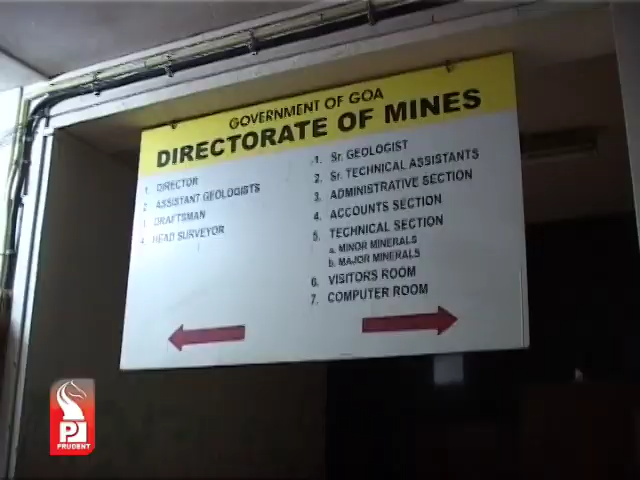 GOVERNMENT OF GOA
DIRECTORATE OF MINES
1. DIRECTOR
2. ASSISTANT GEOLOGISTS
3. DRAFTSMAN
4. HEAD SURVEYOR
1. Sr. GEOLOGIST
2. Sr. TECHNICAL ASSISTANTS
3. ADMINISTRATIVE SECTION
4. ACCOUNTS SECTION
5. TECHNICAL SECTION
a. MINOR MINERALS
b. MAJOR MINERALS
6. VISITORS ROOM
7. COMPUTER ROOM
PRUDENT